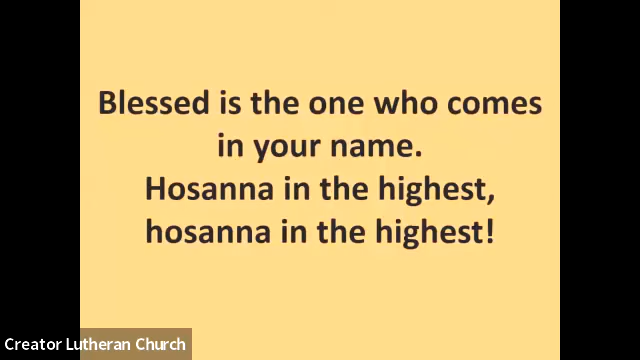 Blessed is the one who comes
in your name.
Hosanna in the highest,
hosanna in the highest!
Creator Lutheran Church